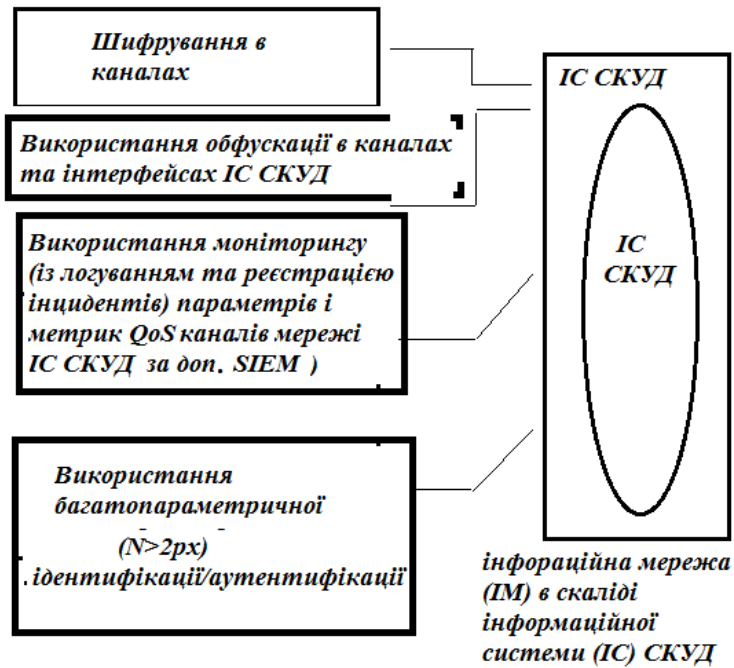 Шифрування в
каналах
Використання обфускації в каналах
та інтерфейсах ІС СКУД
Використання моніторингу
(із логуванням та реєстрацією
інцидентів) параметрів і
метрик QoS каналів мережі
ІС СКУД за доп. SIEM )
Використання
багатопараметричної
(N>2рх)
ідентифікації/аутентифікації
ІС СКУД
ІС
СКУД
інфораційна мережа
(ІМ) в скаліді
інформаційної
системи (ІС) СКУД